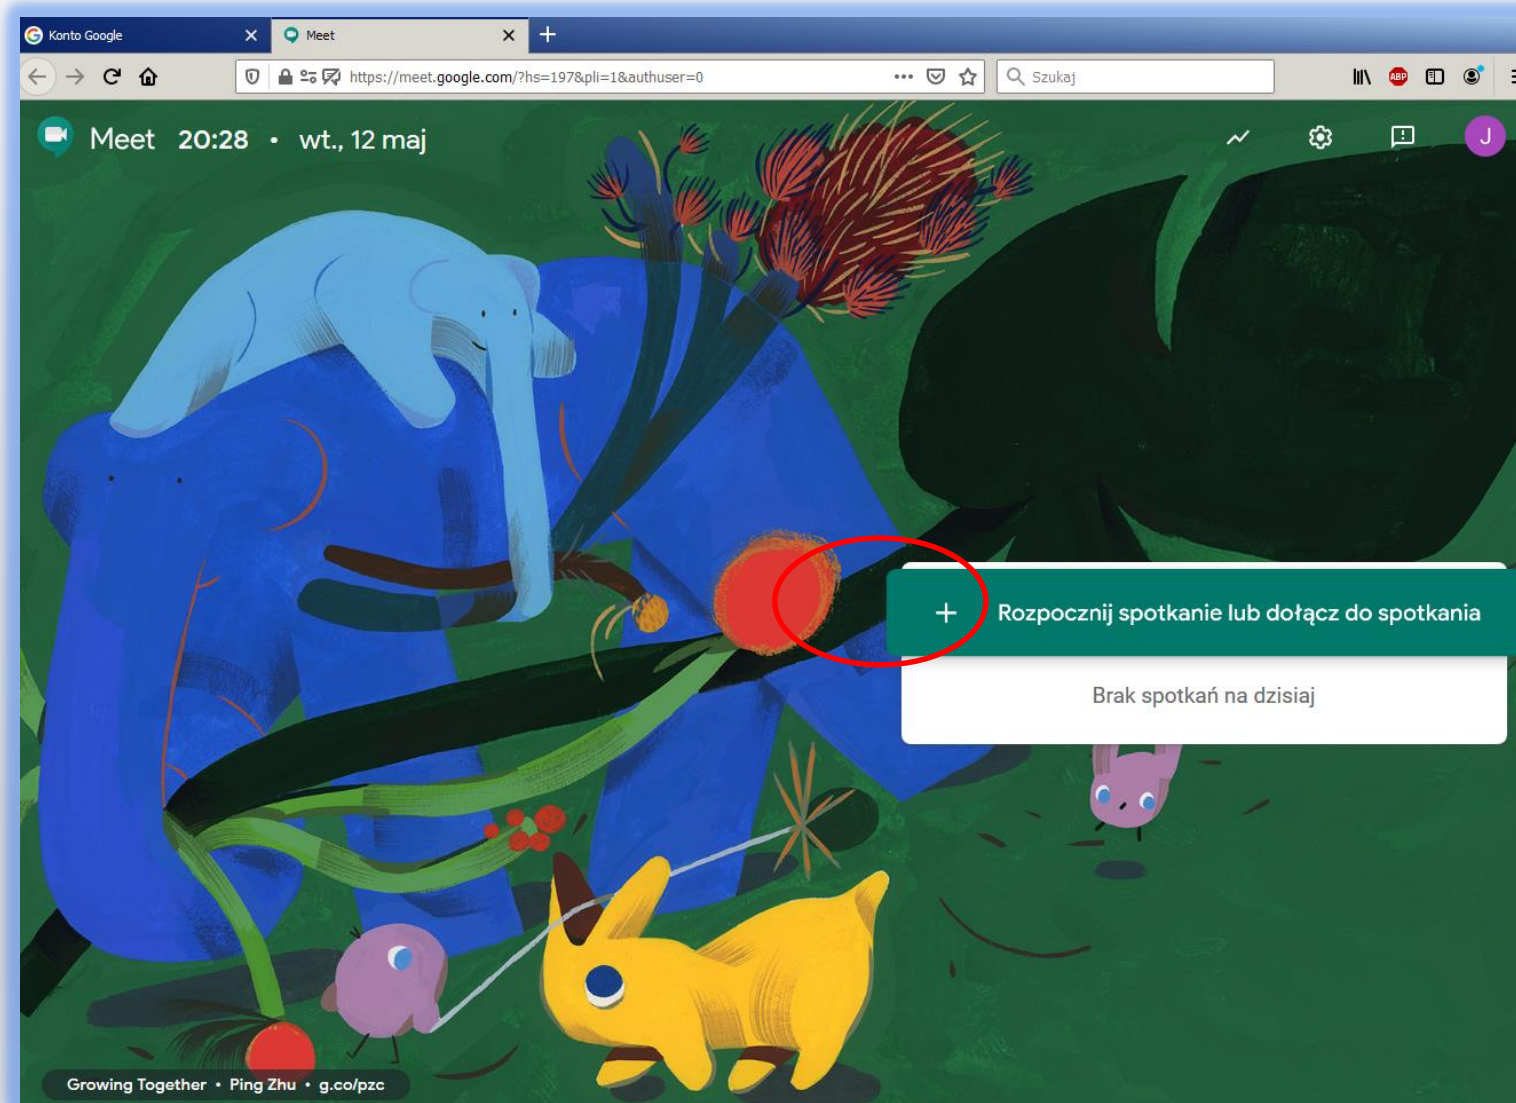 Konto Google
Meet
https://meet.google.com/?hs=197&pli=1&authuser=0
Szukaj
ABP
Meet 20:28 • wt., 12 maj
J
Rozpocznij spotkanie lub dołącz do spotkania
Brak spotkań na dzisiaj
Growing Together • Ping Zhu • g.co/pzc